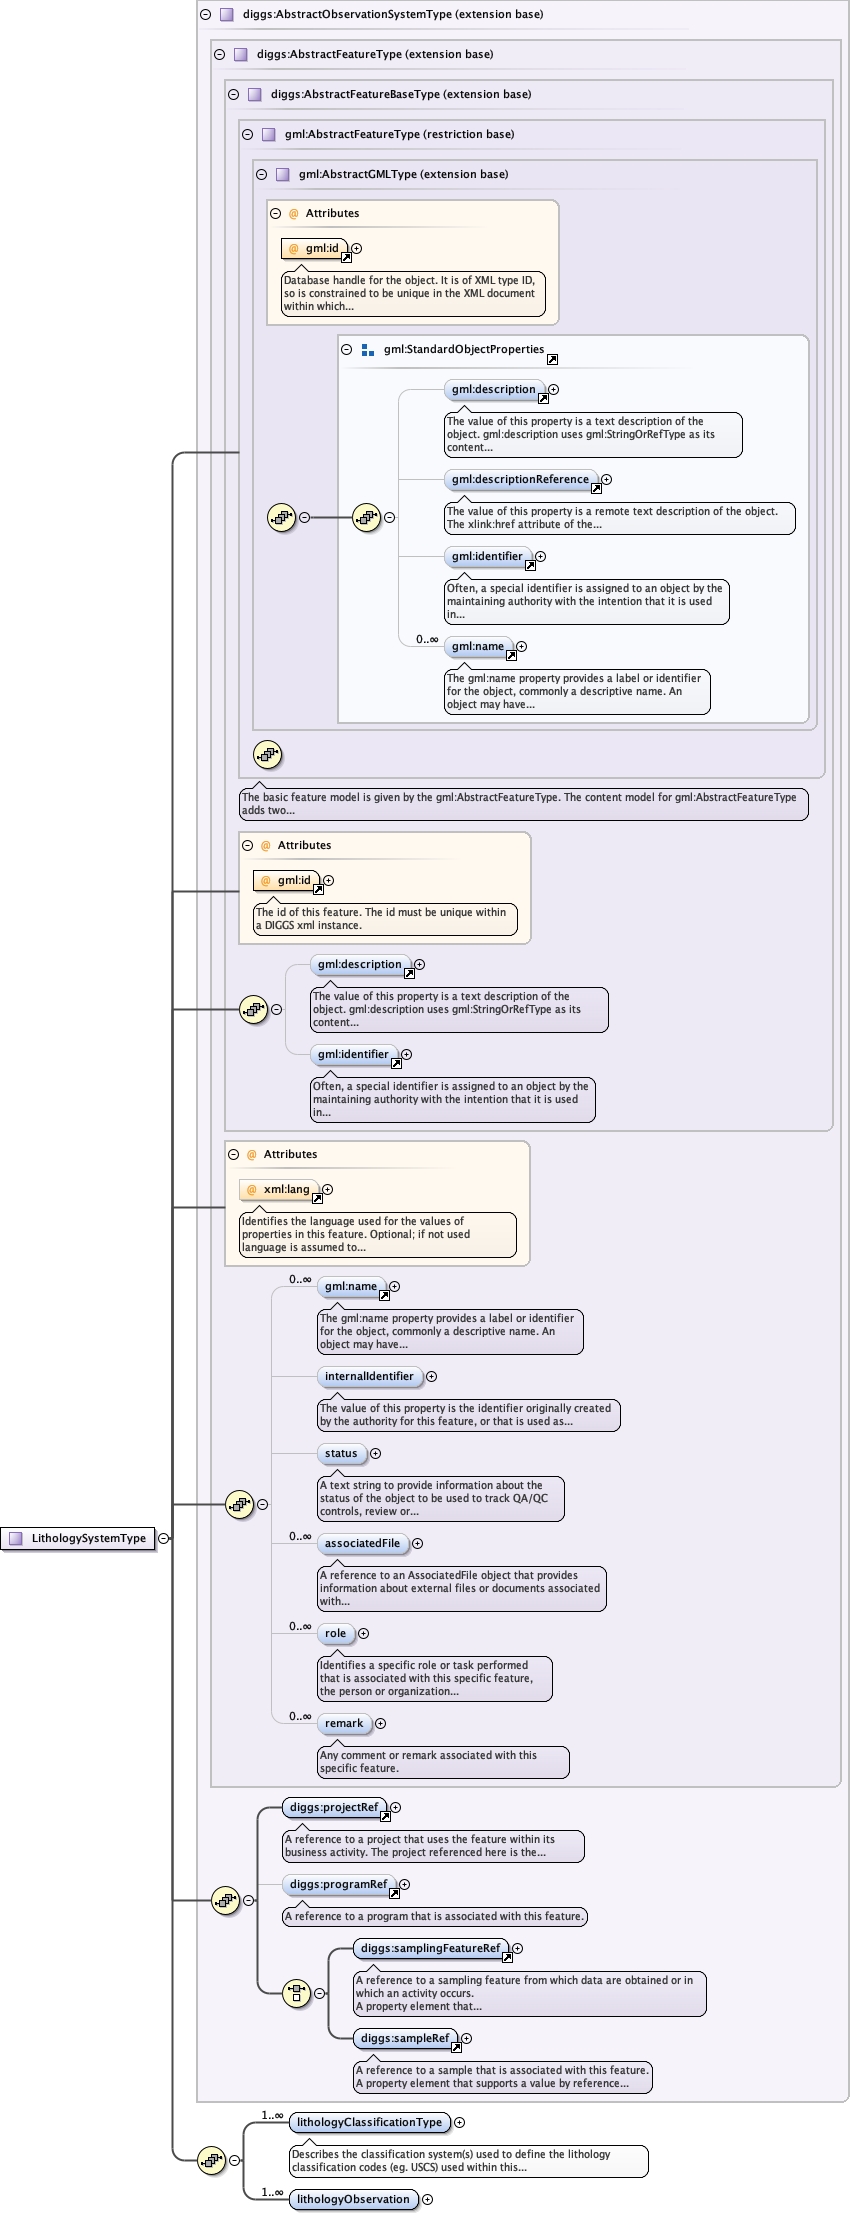 diggs:AbstractObservationSystemType (extension base)
diggs:AbstractFeatureType (extension base)
diggs:AbstractFeatureBaseType (extension base)
gml:AbstractFeatureType (restriction base)
gml:AbstractGMLType (extension base)
@ Attributes
@ gml:id
Database handle for the object. It is of XML type ID,
so is constrained to be unique in the XML document
within which...
gml:StandardObjectProperties
gml:description
The value of this property is a text description of the
object. gml:description uses gml:StringOrRefType as its
content...
gml:descriptionReference
The value of this property is a remote text description of the object.
The xlink:href attribute of the...
gml:identifier
Often, a special identifier is assigned to an object by the
maintaining authority with the intention that it is used
in...
0..∞
gml:name
The gml:name property provides a label or identifier
for the object, commonly a descriptive name. An
object may have...
The basic feature model is given by the gml:AbstractFeatureType. The content model for gml:AbstractFeatureType
adds two...
@ Attributes
@ gml:id
The id of this feature. The id must be unique within
a DIGGS xml instance.
gml:description
The value of this property is a text description of the
object. gml:description uses gml:StringOrRefType as its
content...
gml:identifier
Often, a special identifier is assigned to an object by the
maintaining authority with the intention that it is used
in...
@ Attributes
@ xml:lang
Identifies the language used for the values of
properties in this feature. Optional; if not used
language is assumed to...
0..∞
gml:name
The gml:name property provides a label or identifier
for the object, commonly a descriptive name. An
object may have...
internalIdentifier
The value of this property is the identifier originally created
by the authority for this feature, or that is used as...
status
A text string to provide information about the
status of the object to be used to track QA/QC
controls, review or...
LithologySystemType
0..∞
associatedFile
A reference to an AssociatedFile object that provides
information about external files or documents associated
with...
0..∞
role
Identifies a specific role or task performed
that is associated with this specific feature,
the person or organization...
0..∞
remark
Any comment or remark associated with this
specific feature.
diggs:projectRef
A reference to a project that uses the feature within its
business activity. The project referenced here is the...
diggs:programRef
A reference to a program that is associated with this feature.
diggs:samplingFeatureRef
A reference to a sampling feature from which data are obtained or in
which an activity occurs.
A property element that...
diggs:sampleRef
A reference to a sample that is associated with this feature.
A property element that supports a value by reference...
1..∞
lithologyClassificationType
Describes the classification system(s) used to define the lithology
classification codes (eg. USCS) used within this...
1..∞
lithologyObservation